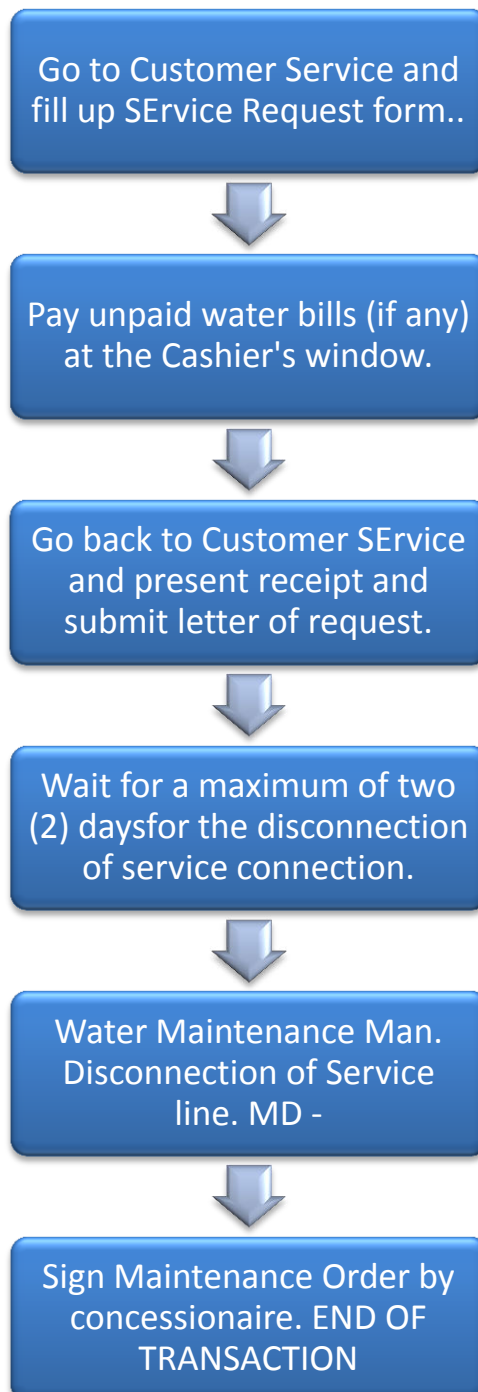 Go to Customer Service and
fill up SErvice Request form..
Pay unpaid water bills (if any)
at the Cashier's window.
Go back to Customer SErvice
and present receipt and
submit letter of request.
Wait for a maximum of two
(2) daysfor the disconnection
of service connection.
Water Maintenance Man.
Disconnection of Service
line. MD -
Sign Maintenance Order by
concessionaire. END OF
TRANSACTION